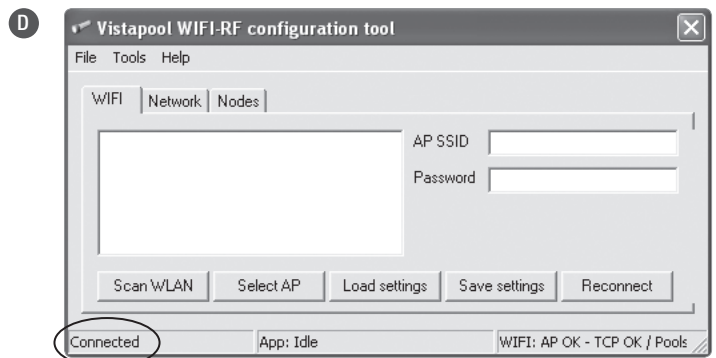 D
Vistapool WIFI-RF configuration tool
File Tools Help
WIFI Network Nodes
AP SSID
Password
Scan WLAN Select AP Load settings Save settings Reconnect
Connected App: Idle WIFI: AP OK - TCP OK / Pools